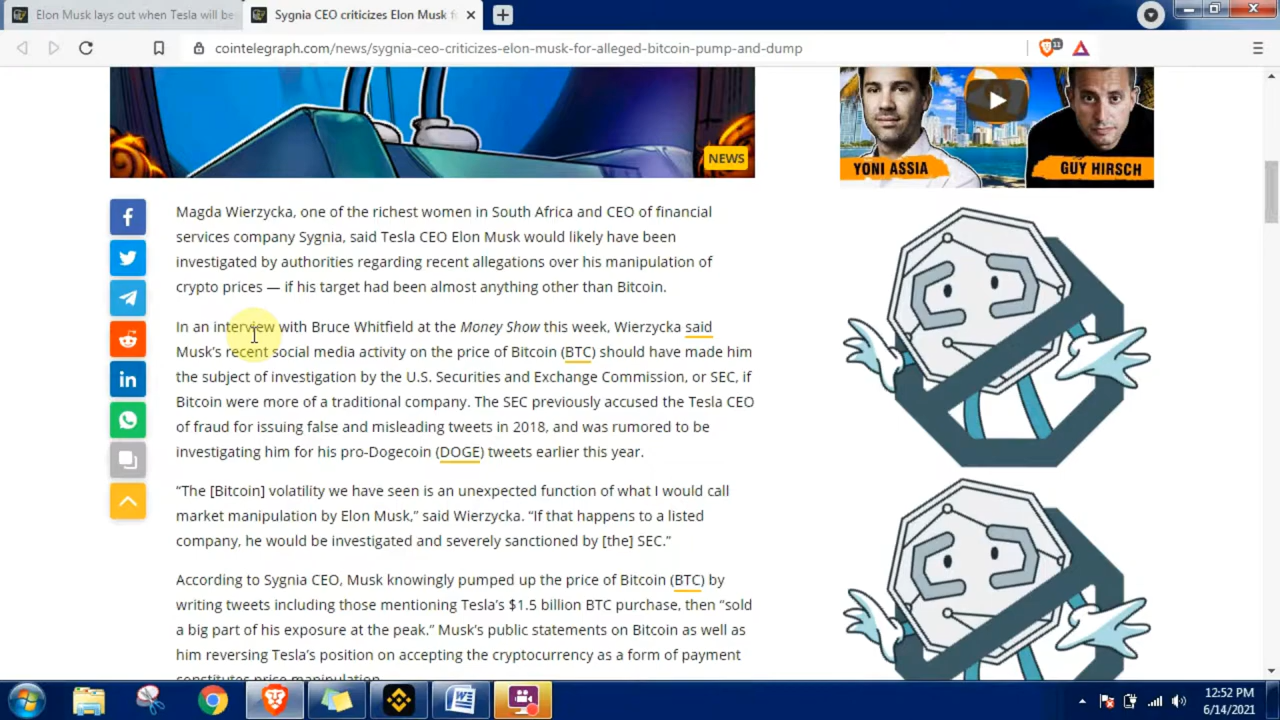 Elon Musk lays out when Tesla will be
Sygnia CEO criticizes Elon Musk f
cointelegraph.com/news/sygnia-ceo-criticizes-elon-musk-for-alleged-bitcoin-pump-and-dump
11
NEWS
YONI ASSIA
GUY HIRSCH
Magda Wierzycka, one of the richest women in South Africa and CEO of financial
services company Sygnia, said Tesla CEO Elon Musk would likely have been
investigated by authorities regarding recent allegations over his manipulation of
crypto prices — if his target had been almost anything other than Bitcoin.
In an interview with Bruce Whitfield at the Money Show this week, Wierzycka said
Musk’s recent social media activity on the price of Bitcoin (BTC) should have made him
the subject of investigation by the U.S. Securities and Exchange Commission, or SEC, if
Bitcoin were more of a traditional company. The SEC previously accused the Tesla CEO
of fraud for issuing false and misleading tweets in 2018, and was rumored to be
investigating him for his pro-Dogecoin (DOGE) tweets earlier this year.
“The [Bitcoin] volatility we have seen is an unexpected function of what I would call
market manipulation by Elon Musk,” said Wierzycka. “If that happens to a listed
company, he would be investigated and severely sanctioned by [the] SEC.”
According to Sygnia CEO, Musk knowingly pumped up the price of Bitcoin (BTC) by
writing tweets including those mentioning Tesla’s $1.5 billion BTC purchase, then “sold
a big part of his exposure at the peak.” Musk’s public statements on Bitcoin as well as
him reversing Tesla’s position on accepting the cryptocurrency as a form of payment
constitutes price manipulation.
12:52 PM
6/14/2021